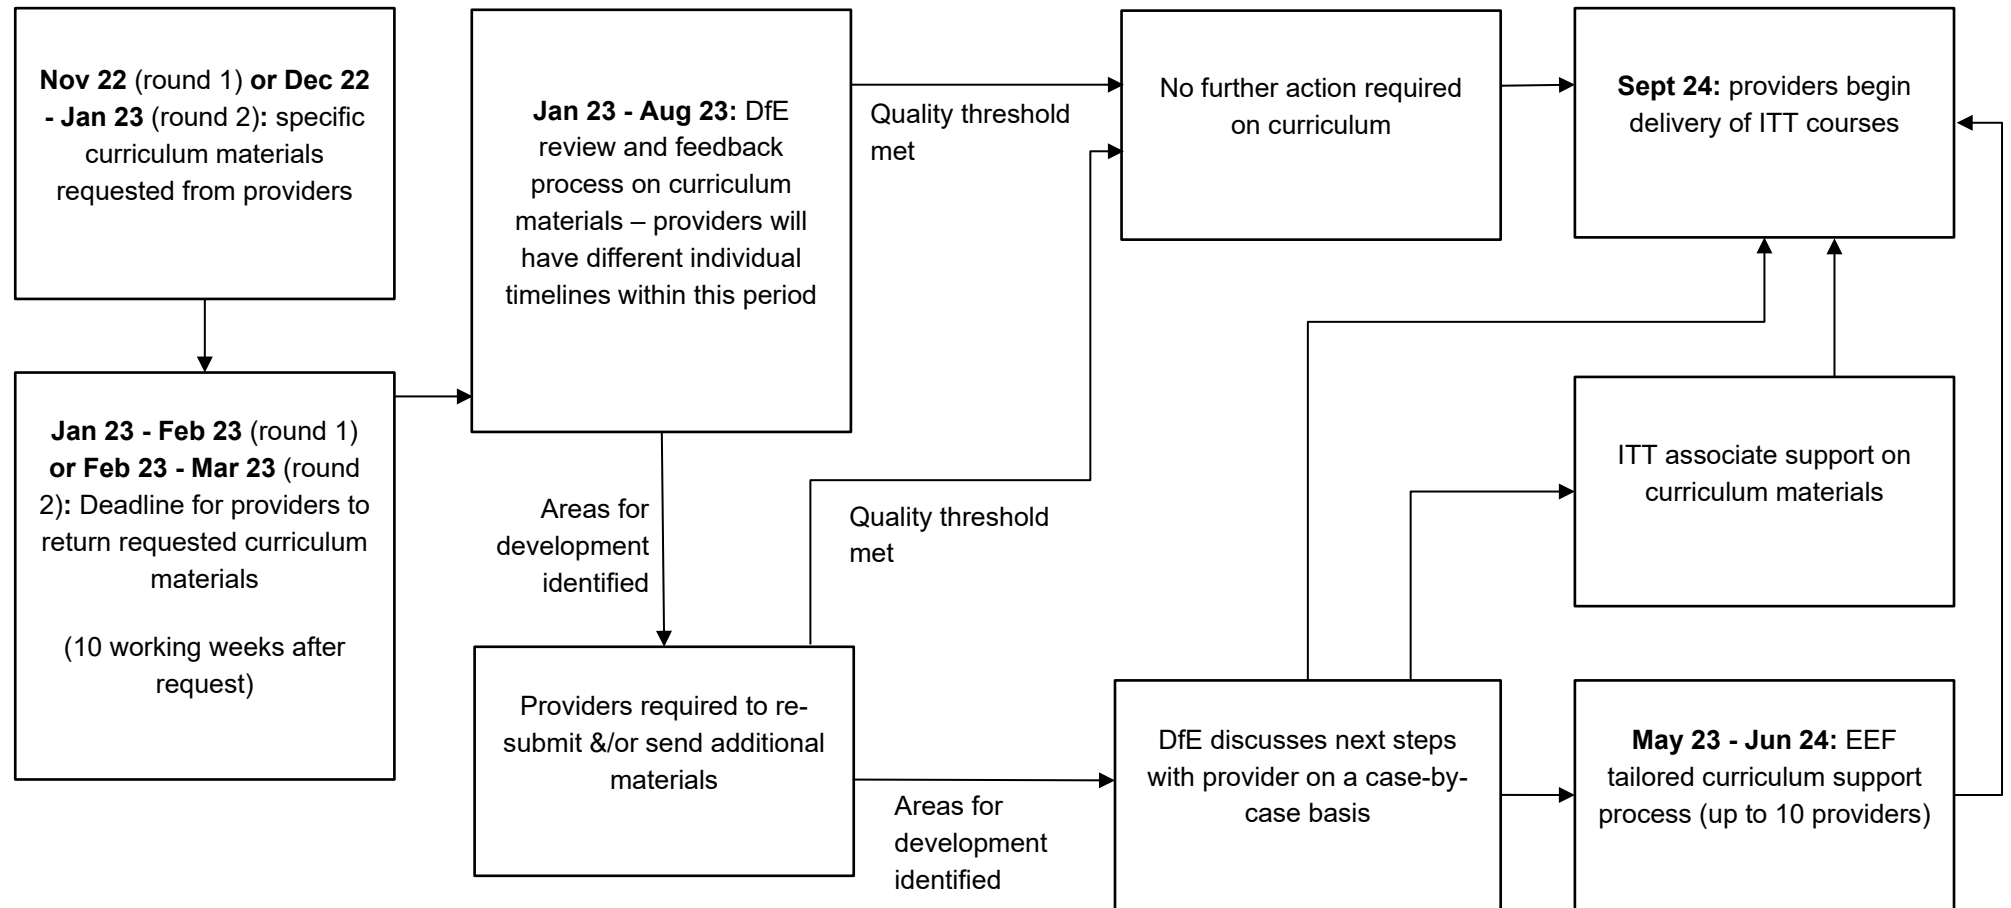 Nov 22 (round 1) or Dec 22
- Jan 23 (round 2): specific
curriculum materials
requested from providers
Jan 23 - Feb 23 (round 1)
or Feb 23 - Mar 23 (round
2): Deadline for providers to
return requested curriculum
materials
(10 working weeks after
request)
Jan 23 - Aug 23: DfE
review and feedback
process on curriculum
materials – providers will
have different individual
timelines within this period
Quality threshold
met
Areas for
development
identified
Quality threshold
met
Providers required to re-
submit &/or send additional
materials
Areas for
development
identified
No further action required
on curriculum
Sept 24: providers begin
delivery of ITT courses
DfE discusses next steps
with provider on a case-by-
case basis
ITT associate support on
curriculum materials
May 23 - Jun 24: EEF
tailored curriculum support
process (up to 10 providers)